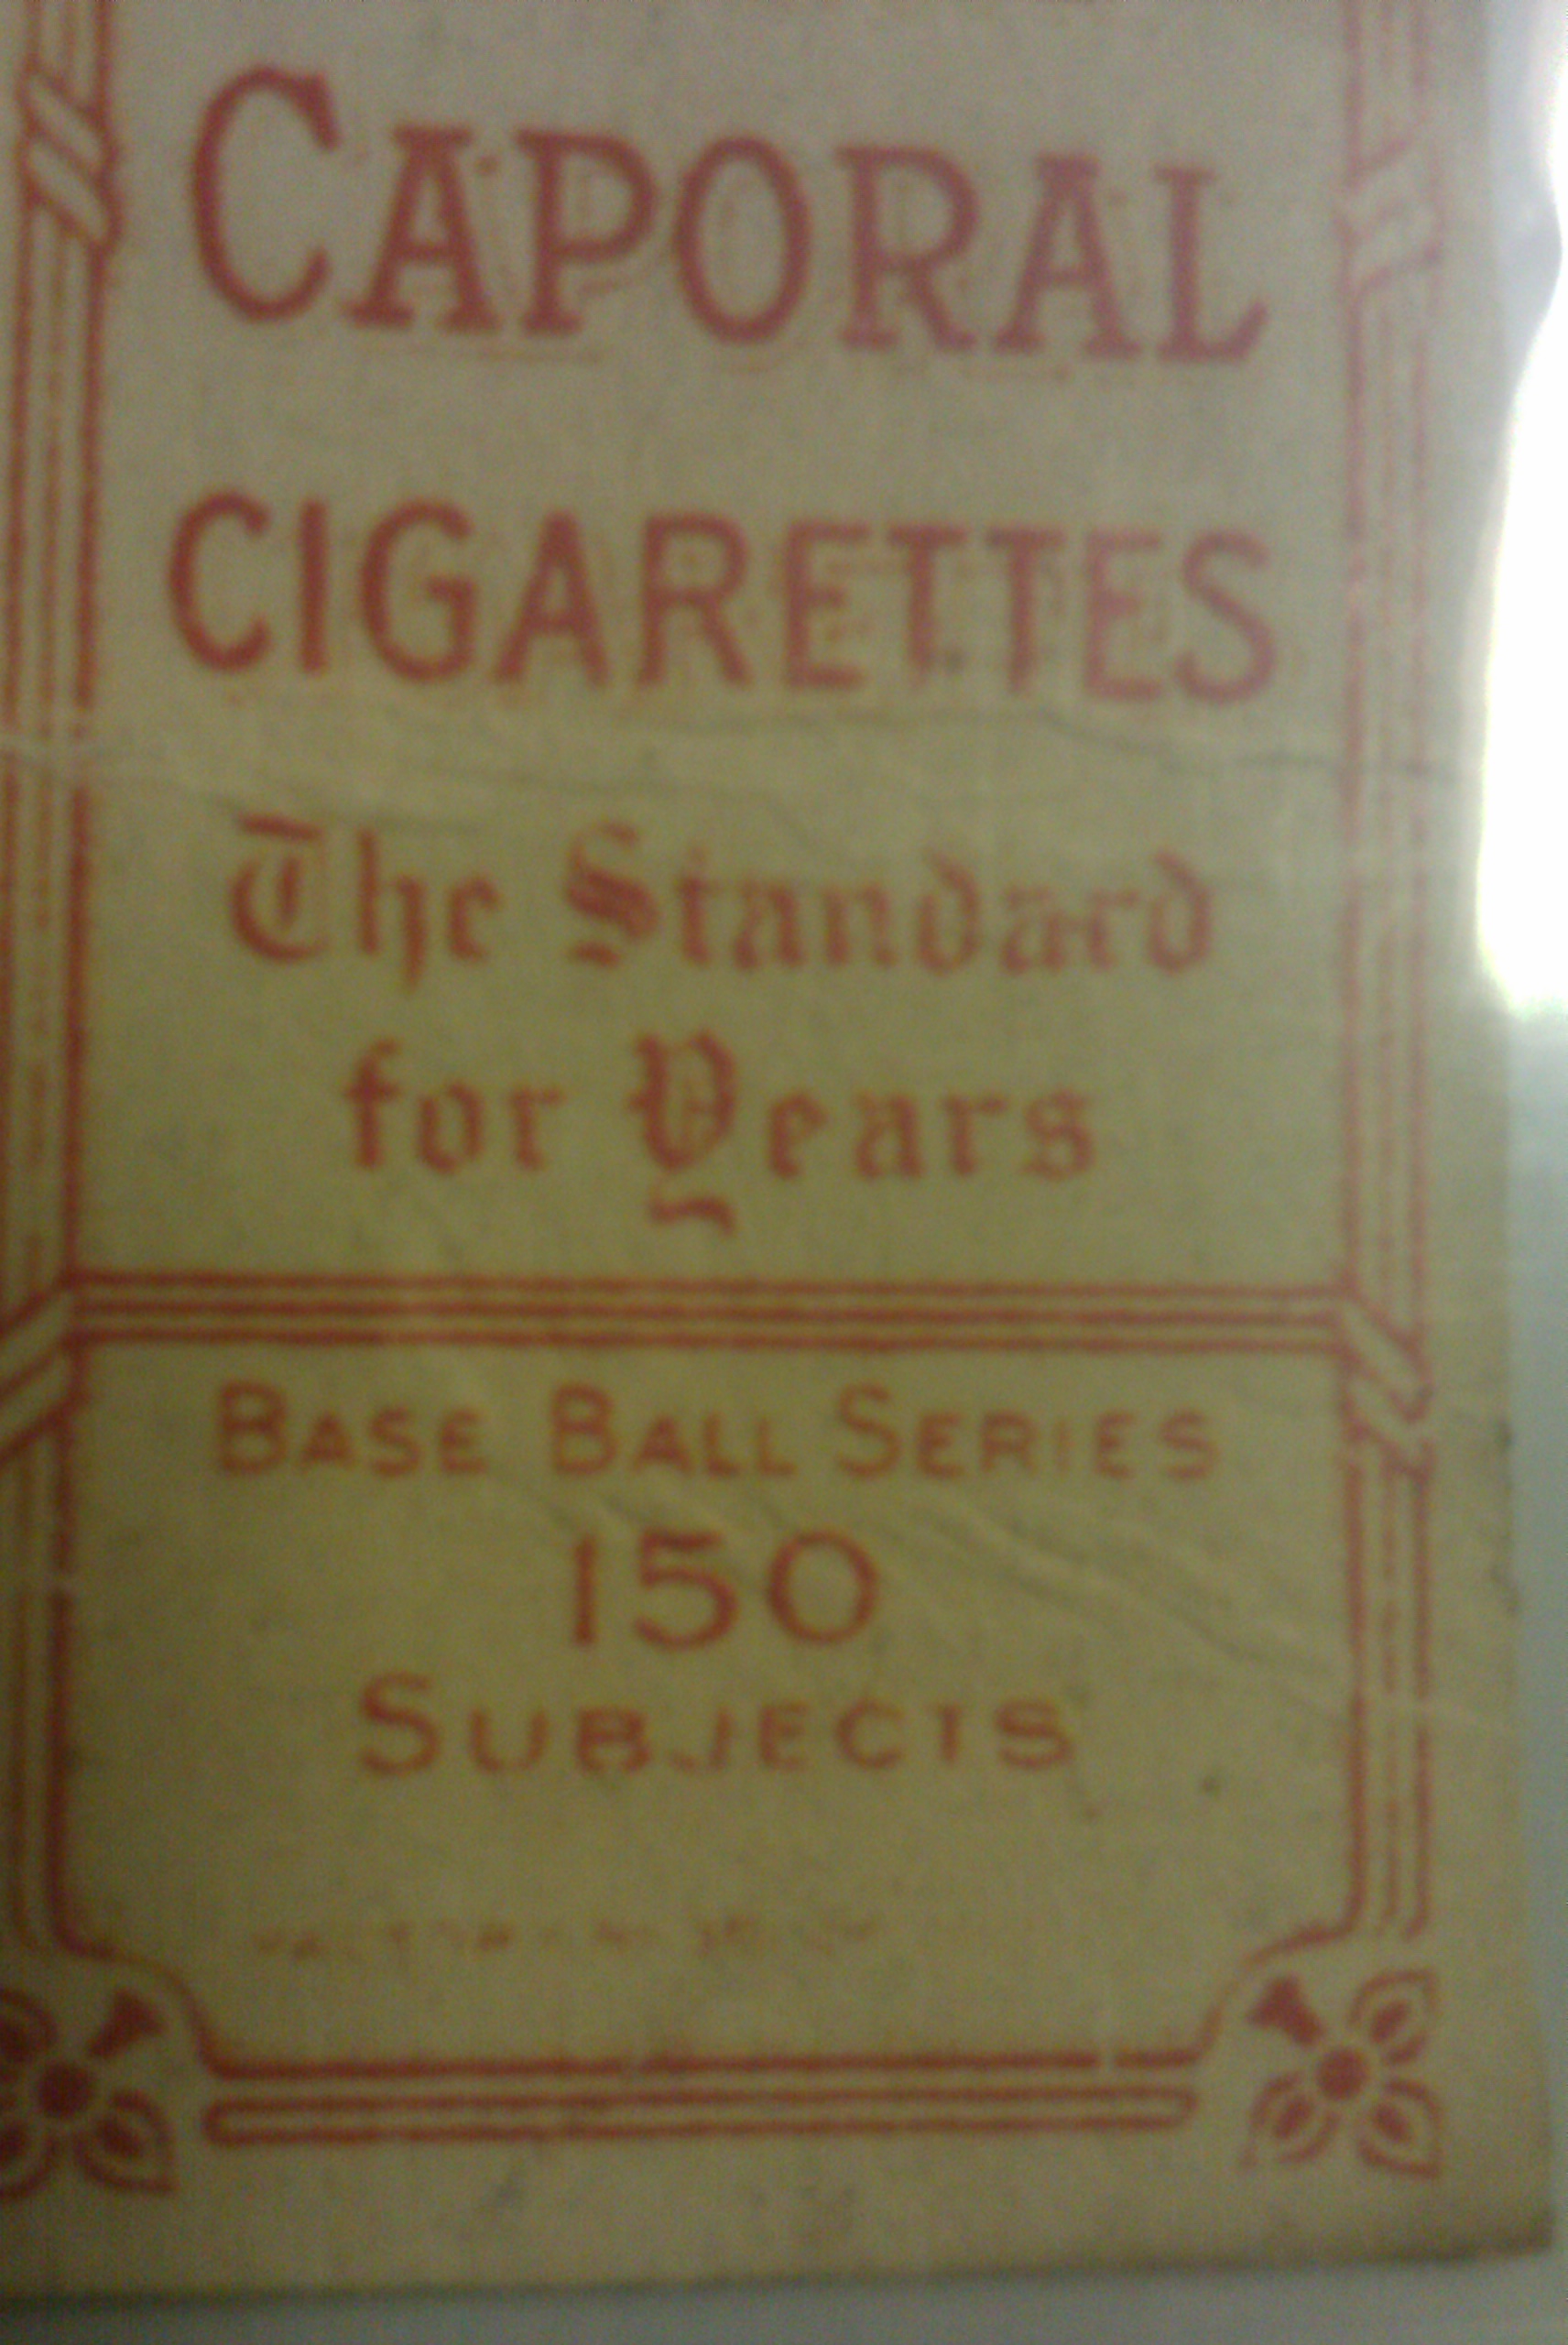 CAPORAL
CIGARETTES
The Standard
for Years
BASE BALL SERIES
150
SUBJECTS